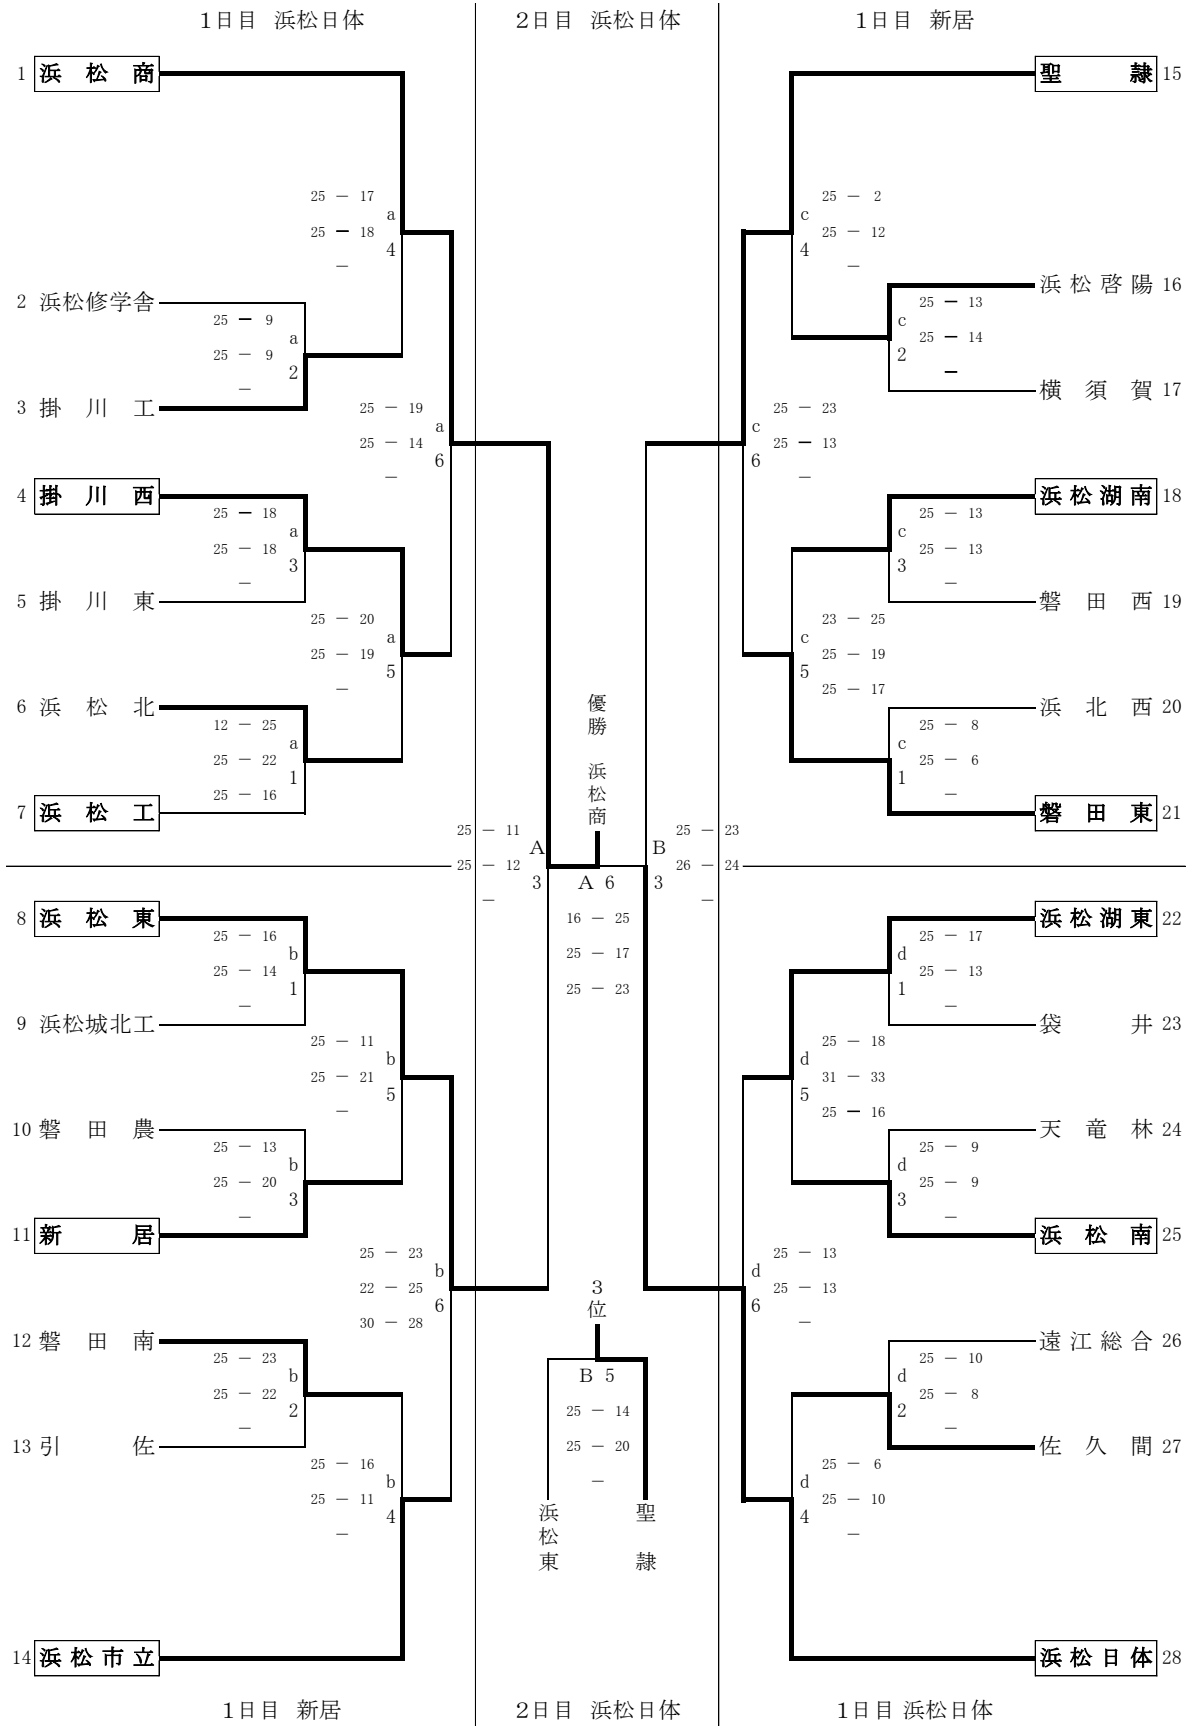 1日目 浜松日体
2日目 浜松日体
1日目 新居
1 浜松商
25 － 17
a
25 － 18
4
－
2 浜松修学舎
25 － 9
a
25 － 9
2
－
3 掛川工
25 － 19
a
25 － 14
6
－
4 掛川西
25 － 18
a
25 － 18
3
－
5 掛川東
25 － 20
a
25 － 19
5
－
6 浜松北
12 － 25
a
25 － 22
1
25 － 16
7 浜松工
8 浜松東
25 － 16
b
25 － 14
1
－
9 浜松城北工
25 － 11
b
25 － 21
5
－
10 磐田農
25 － 13
b
25 － 20
3
－
11 新居
25 － 23
b
22 － 25
6
30 － 28
12 磐田南
25 － 23
b
25 － 22
2
－
13 引佐
25 － 16
b
25 － 11
4
－
14 浜松市立
1日目 新居
優勝 浜松商
25 － 11
A
25 － 12
3
－
A 6
16 － 25
25 － 17
25 － 23
25 － 23
B
26 － 24
3
－
3位
B 5
25 － 14
25 － 20
－
浜松東
聖隷
2日目 浜松日体
聖隷 15
25 － 2
c
25 － 12
4
－
浜松啓陽 16
25 － 13
c
25 － 14
2
－
横須賀 17
25 － 23
c
25 － 13
6
－
浜松湖南 18
25 － 13
c
25 － 13
3
－
磐田西 19
23 － 25
c
25 － 19
5
25 － 17
浜北西 20
25 － 8
c
25 － 6
1
－
磐田東 21
浜松湖東 22
25 － 17
d
25 － 13
1
－
袋井 23
25 － 18
d
31 － 33
5
25 － 16
天竜林 24
25 － 9
d
25 － 9
3
－
浜松南 25
25 － 13
d
25 － 13
6
－
遠江総合 26
25 － 10
d
25 － 8
2
－
佐久間 27
25 － 6
d
25 － 10
4
－
浜松日体 28
1日目 浜松日体